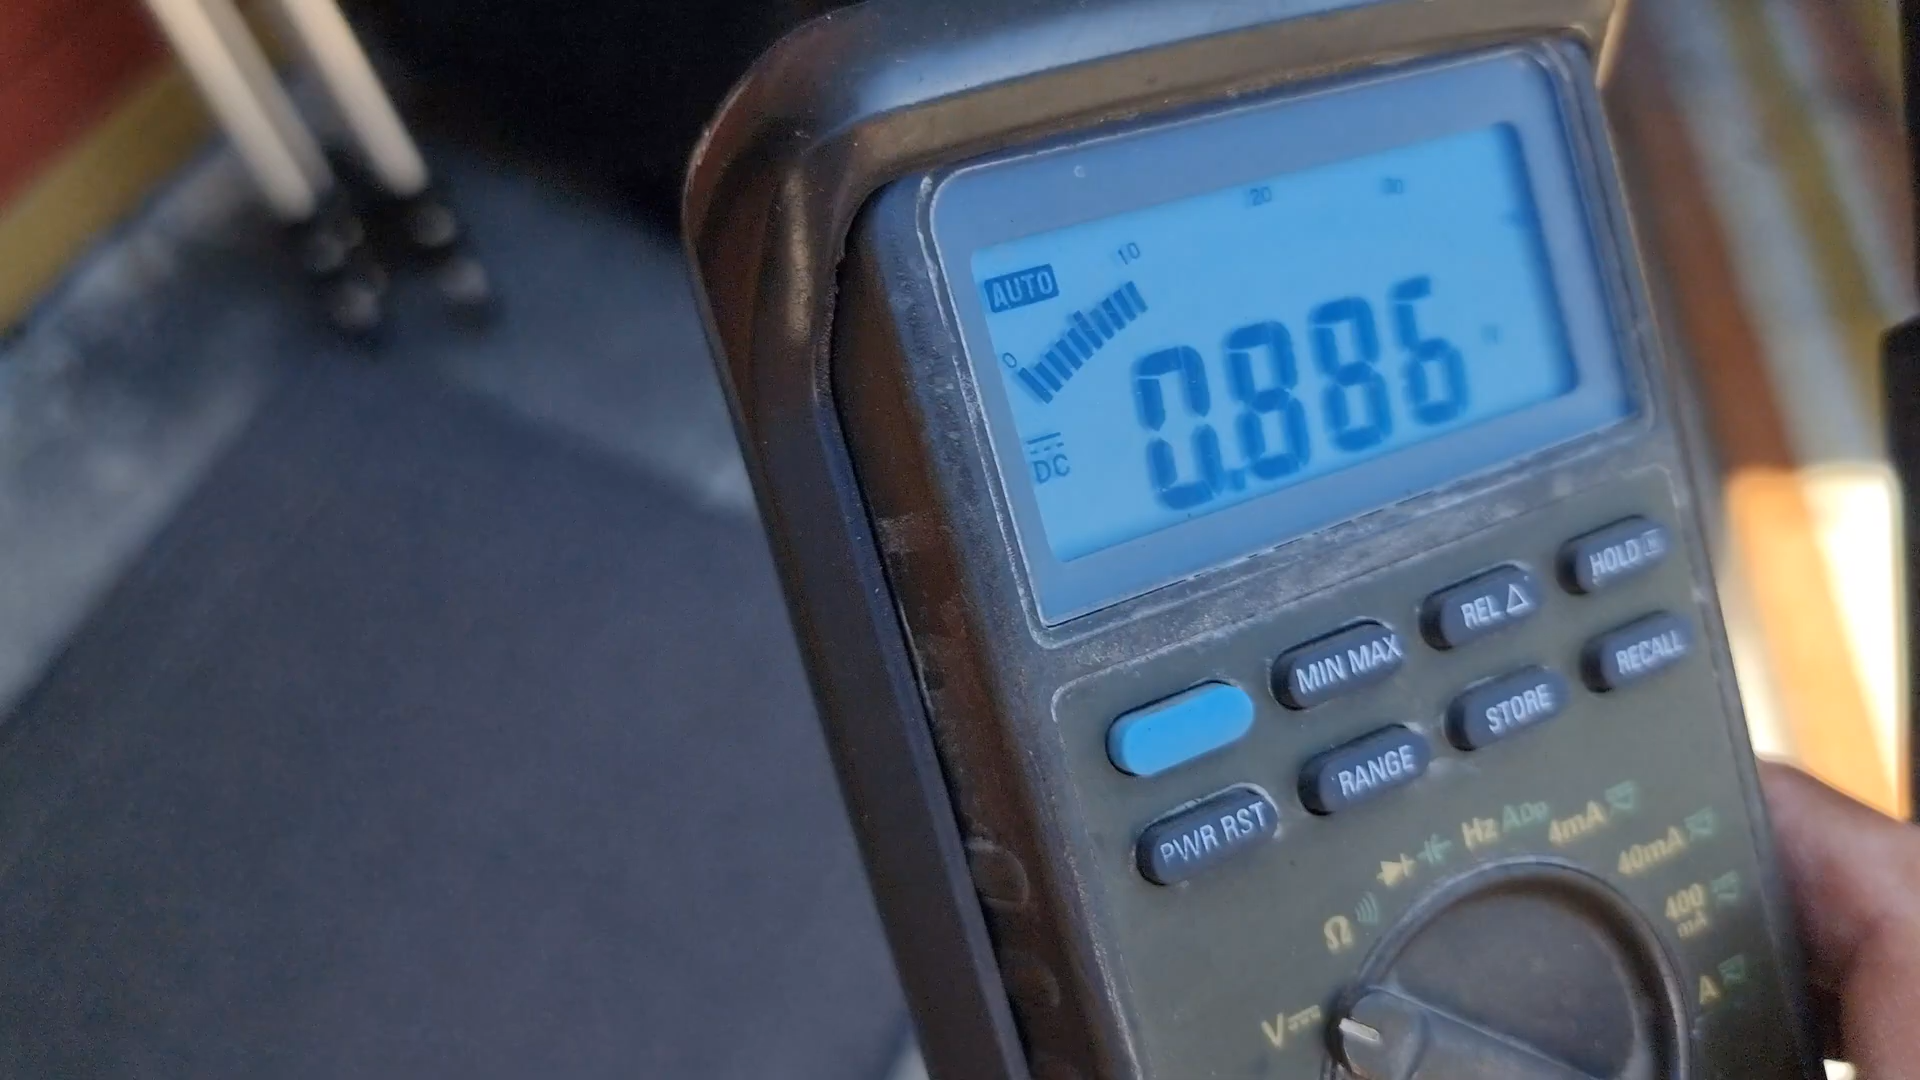 20 30
AUTO 10
0
0.886
DC
HOLD H
REL △
MIN MAX
RECALL
STORE
RANGE
PWR RST
Hz ADP 4mA
40mA
400 mA
Ω
A
V